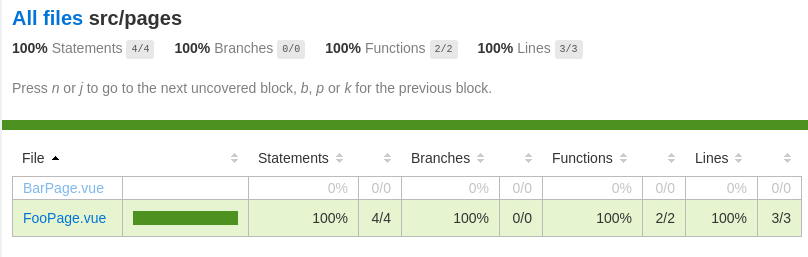 All files src/pages
100% Statements 4/4 100% Branches 0/0 100% Functions 2/2 100% Lines 3/3
Press n or j to go to the next uncovered block, b, p or k for the previous block.
File Statements Branches Functions Lines
BarPage.vue 0% 0/0 0% 0/0 0% 0/0 0% 0/0
FooPage.vue 100% 4/4 100% 0/0 100% 2/2 100% 3/3